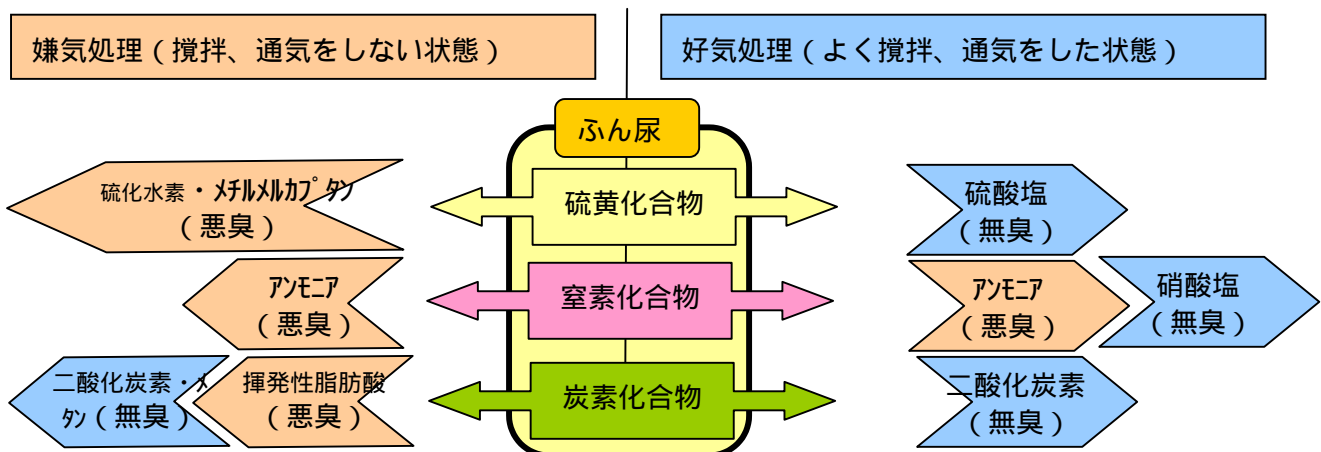 嫌気処理(撹拌、通気をしない状態)
好気処理(よく撹拌、通気をした状態)
ふん尿
硫化水素・メチルメルカプタン
(悪臭)
硫黄化合物
硫酸塩
(無臭)
アンモニア
(悪臭)
窒素化合物
アンモニア
(悪臭)
硝酸塩
(無臭)
二酸化炭素・メ
タン(無臭)
揮発性脂肪酸
(悪臭)
炭素化合物
二酸化炭素
(無臭)